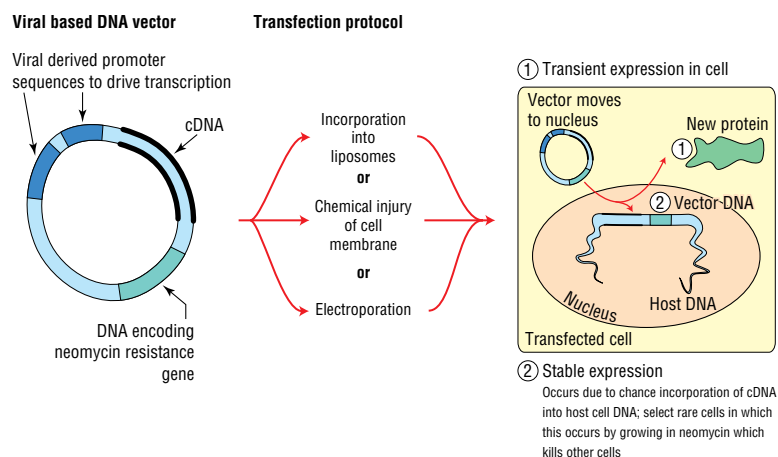 Viral based DNA vector
Transfection protocol
Viral derived promoter
sequences to drive transcription
cDNA
DNA encoding
neomycin resistance
gene
Incorporation
into
liposomes
or
Chemical injury
of cell
membrane
or
Electroporation
1 Transient expression in cell
Vector moves
to nucleus
New protein
1
2 Vector DNA
Nucleus
Host DNA
Transfected cell
2 Stable expression
Occurs due to chance incorporation of cDNA
into host cell DNA; select rare cells in which
this occurs by growing in neomycin which
kills other cells